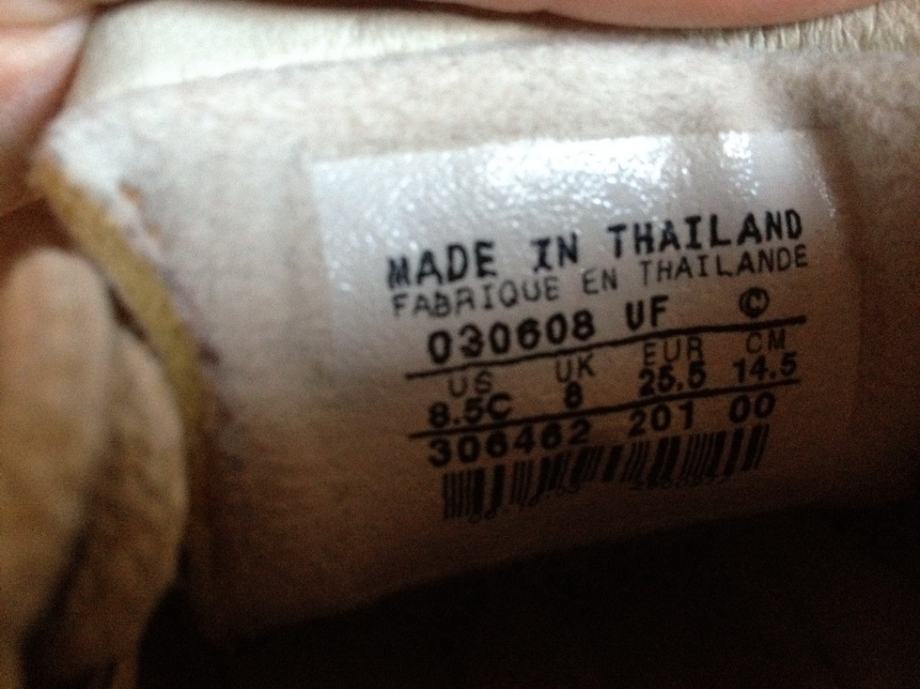 MADE IN THAILAND
FABRIQUE EN THAILANDE
030608 UF ©
US UK EUR CM
8.5C 8 25.5 14.5
306462 201 00